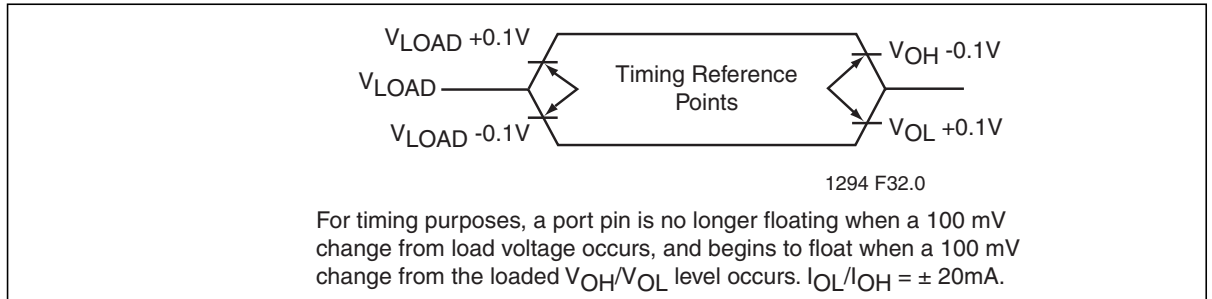 VLOAD +0.1V
VLOAD
VLOAD -0.1V
Timing Reference
Points
VOH -0.1V
VOL +0.1V
1294 F32.0
For timing purposes, a port pin is no longer floating when a 100 mV
change from load voltage occurs, and begins to float when a 100 mV
change from the loaded VOH/VOL level occurs. IOL/IOH = ± 20mA.